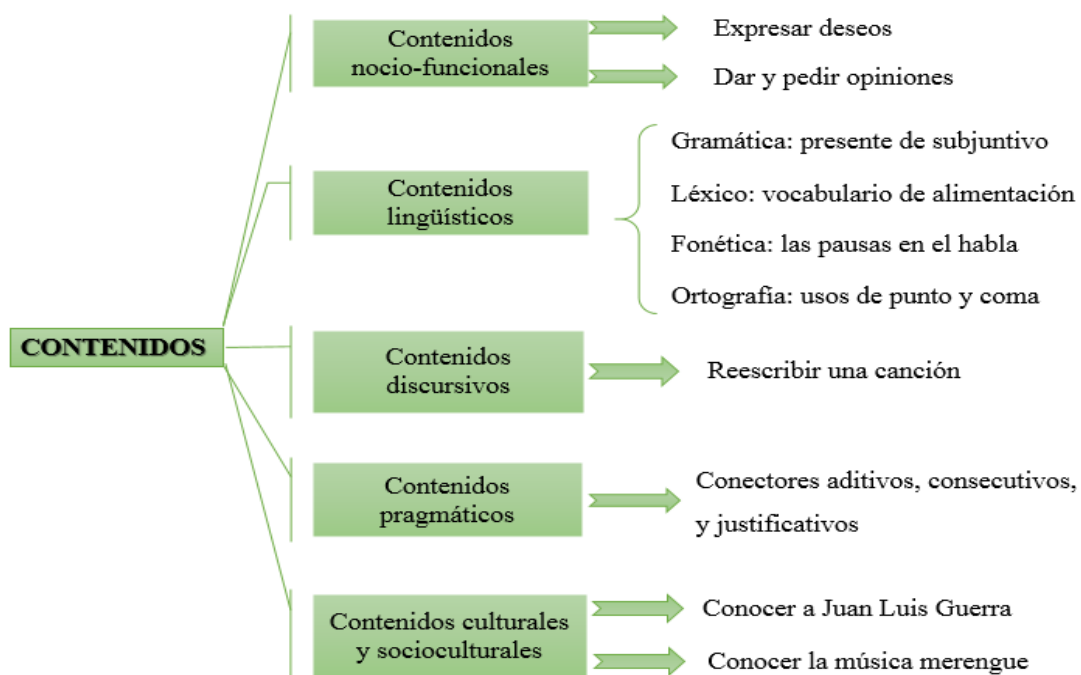 CONTENIDOS
Contenidos
nocio-funcionales
Expresar deseos
Dar y pedir opiniones
Contenidos
lingüísticos
Gramática: presente de subjuntivo
Léxico: vocabulario de alimentación
Fonética: las pausas en el habla
Ortografía: usos de punto y coma
Contenidos
discursivos
Reescribir una canción
Contenidos
pragmáticos
Conectores aditivos, consecutivos,
y justificativos
Contenidos culturales
y socioculturales
Conocer a Juan Luis Guerra
Conocer la música merengue